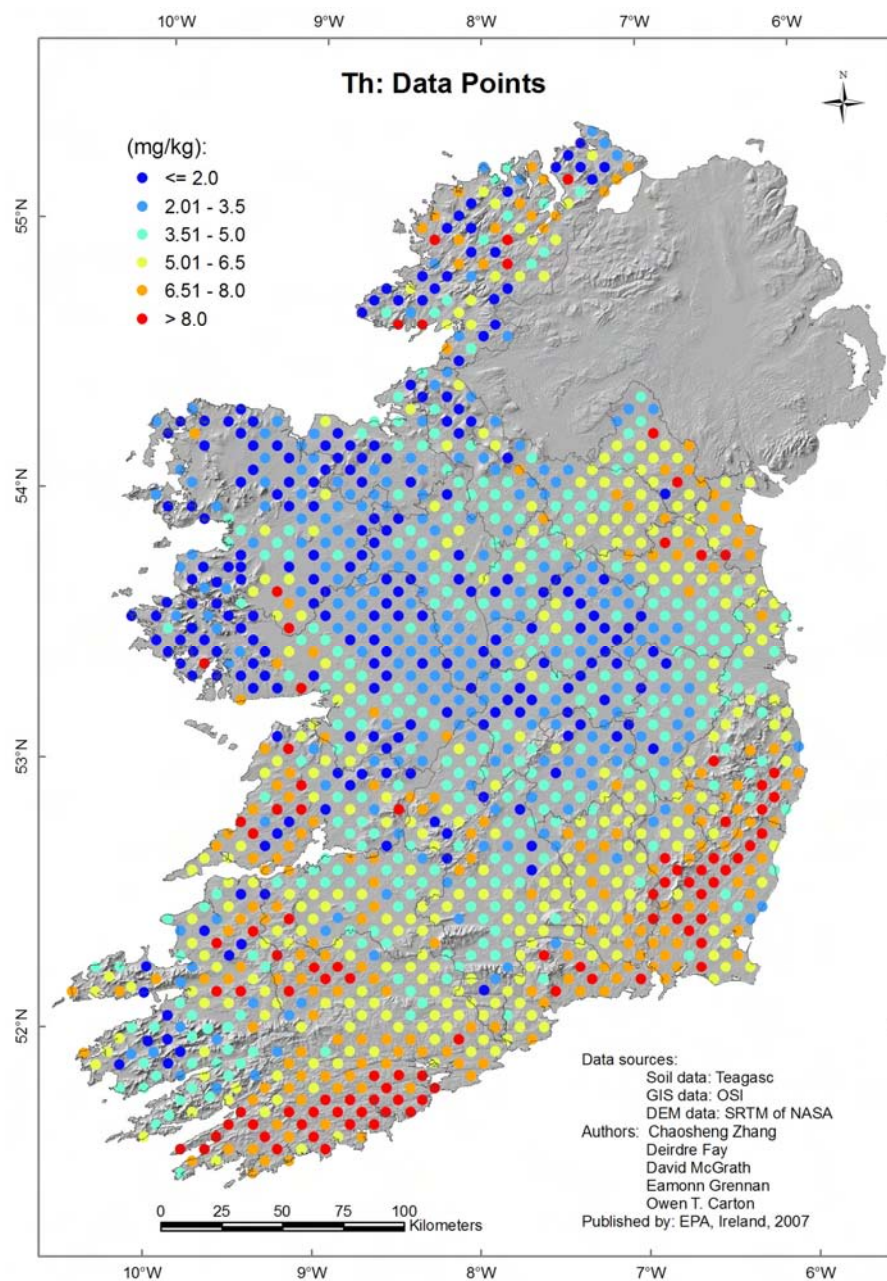 10°W 9°W 8°W 7°W 6°W
Th: Data Points
N
(mg/kg):
<= 2.0
2.01 - 3.5
3.51 - 5.0
5.01 - 6.5
6.51 - 8.0
> 8.0
55°N
54°N
53°N
52°N
Data sources:
Soil data: Teagasc
GIS data: OSI
DEM data: SRTM of NASA
Authors: Chaosheng Zhang
Deirdre Fay
David McGrath
Eamonn Grennan
Owen T. Carton
Published by: EPA, Ireland, 2007
0 25 50 75 100
Kilometers
10°W 9°W 8°W 7°W 6°W